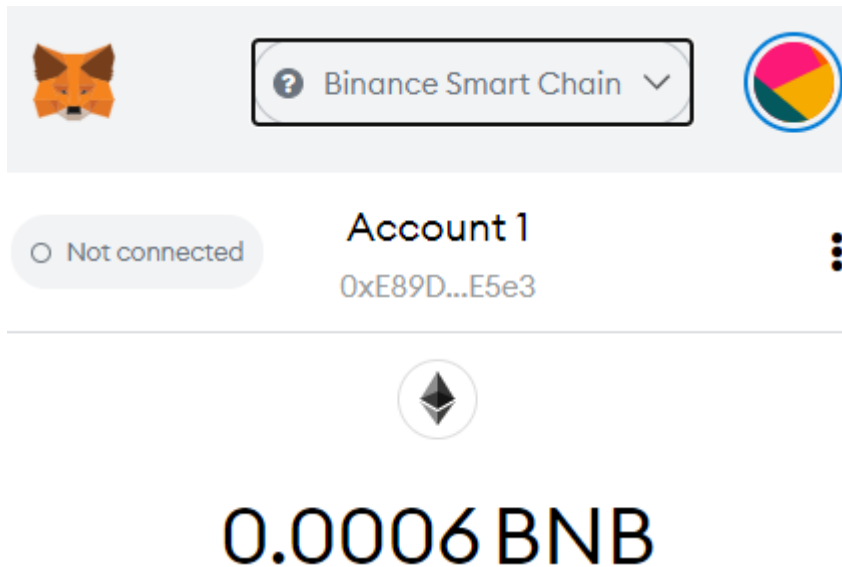 Binance Smart Chain
Not connected
Account 1
0xE89D...E5e3
0.0006 BNB